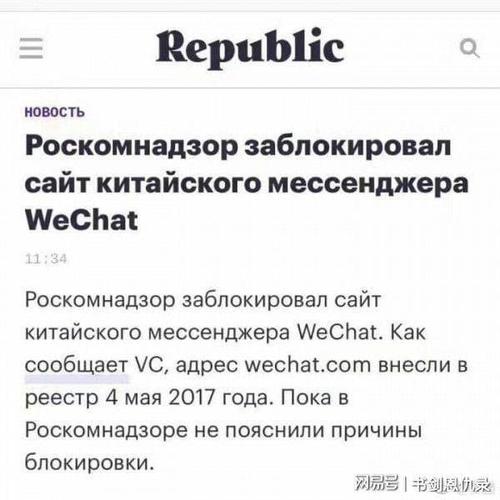 Republic
НОВОСТЬ
Роскомнадзор заблокировал
сайт китайского мессенджера
WeChat
11:34
Роскомнадзор заблокировал сайт
китайского мессенджера WeChat. Как
сообщает VC, адрес wechat.com внесли в
реестр 4 мая 2017 года. Пока в
Роскомнадзоре не пояснили причины
блокировки.
网易号 | 书剑恩仇录